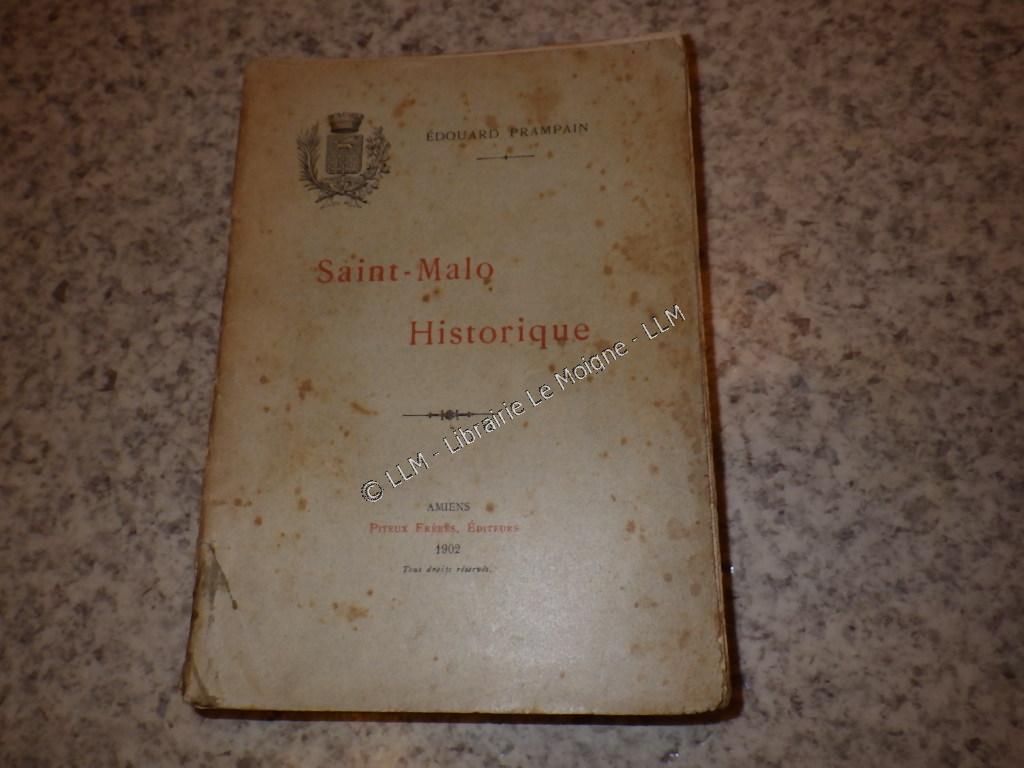 ÉDOUARD PRAMPAIN
Saint-Malo
Historique
© LLM - Librairie Le Moigne - LLM
AMIENS
PITEUX FRÈRES, ÉDITEURS
1902
Tous droits réservés.